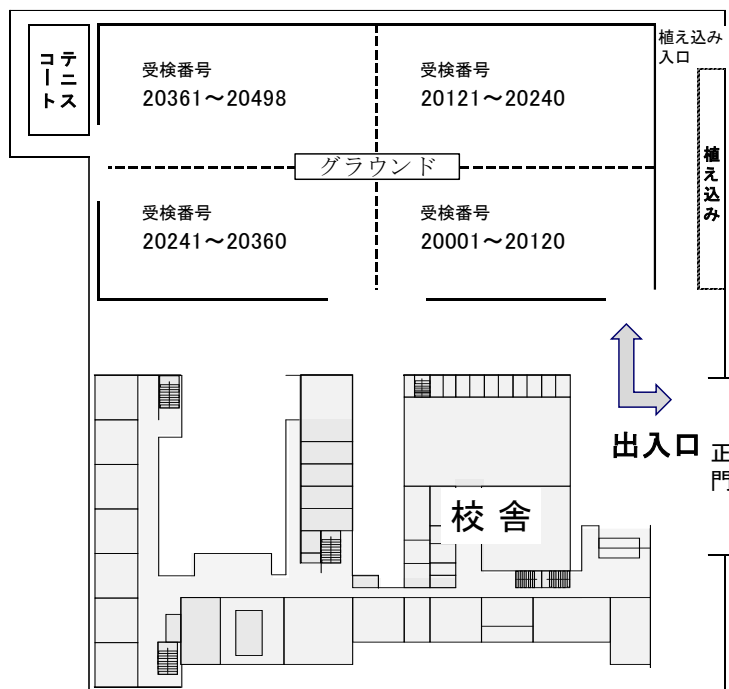 テニス
コート
受検番号
20361～20498
受検番号
20121～20240
植え込み
入口
グラウンド
植え込み
受検番号
20241～20360
受検番号
20001～20120
出入口
正
門
校舎